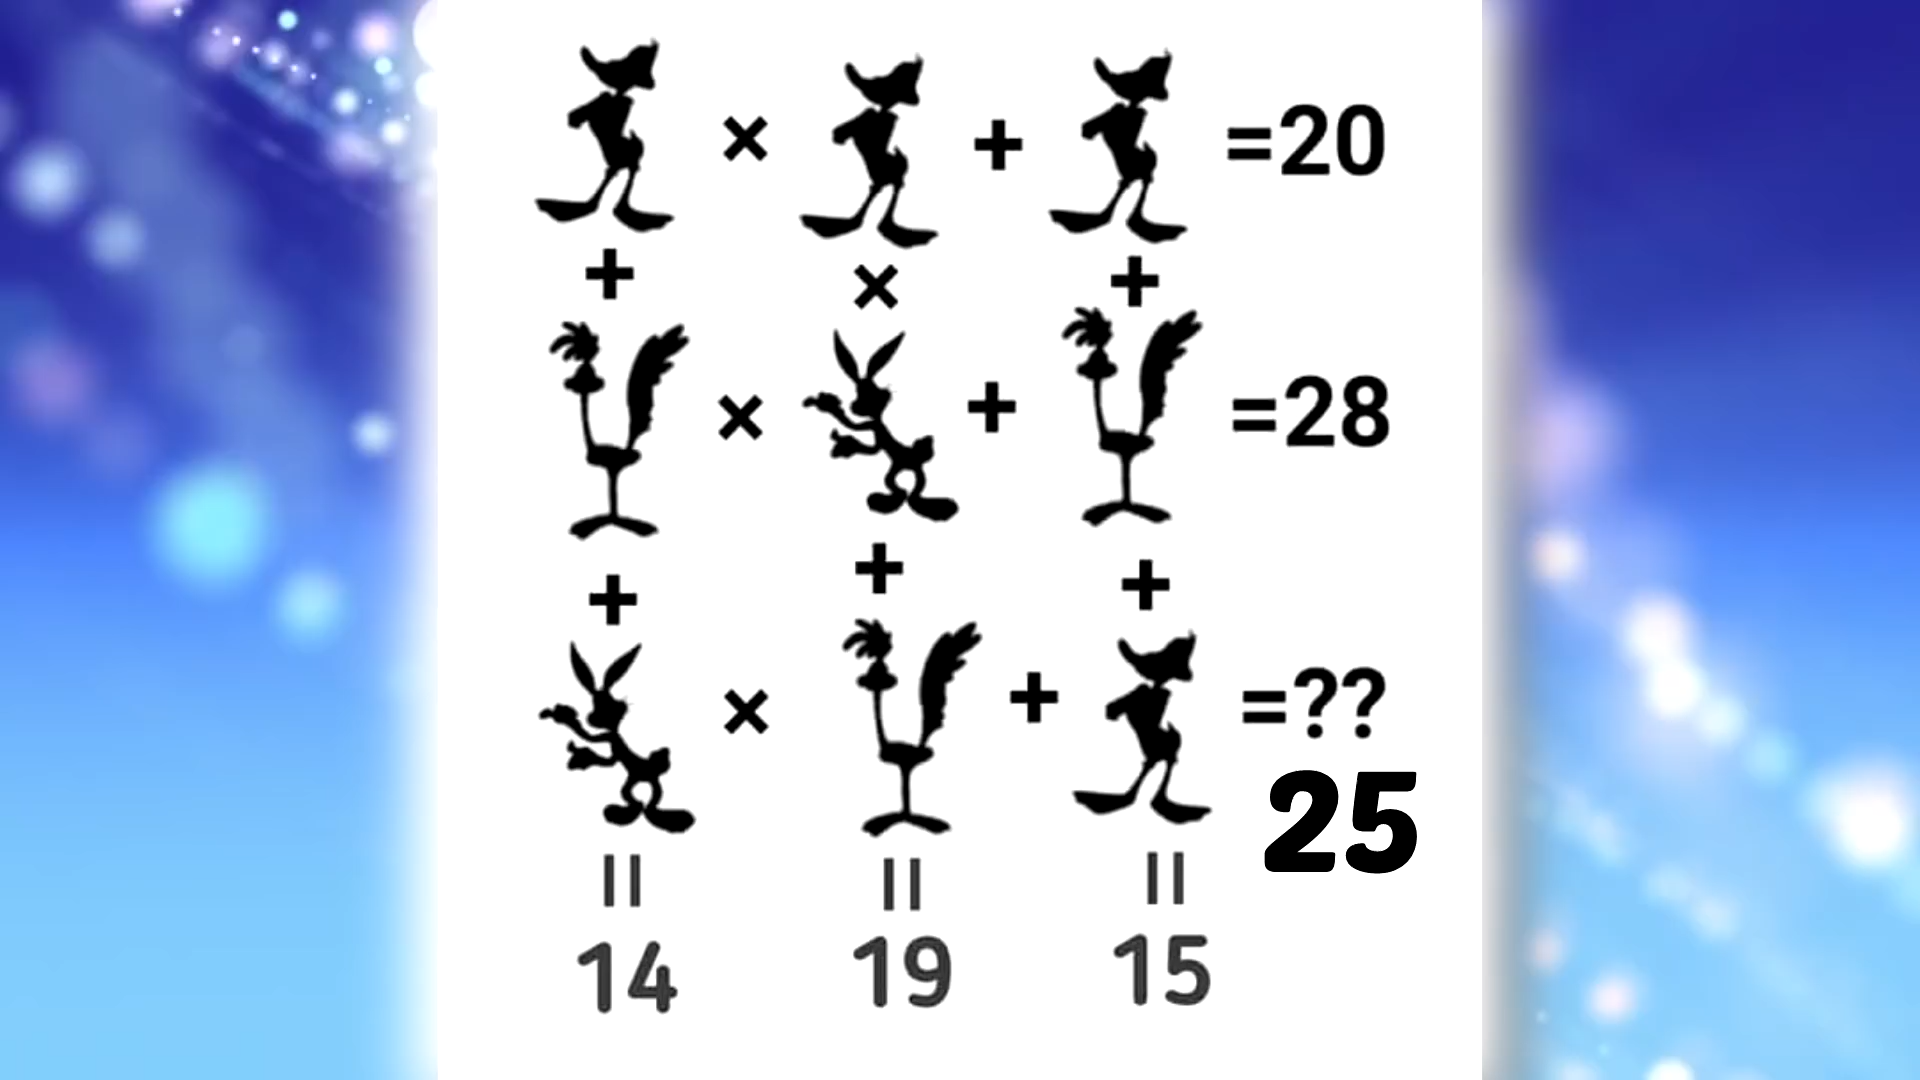 × + =20
+ × +
× + =28
+ + +
× + =??
25
= = =
14 19 15